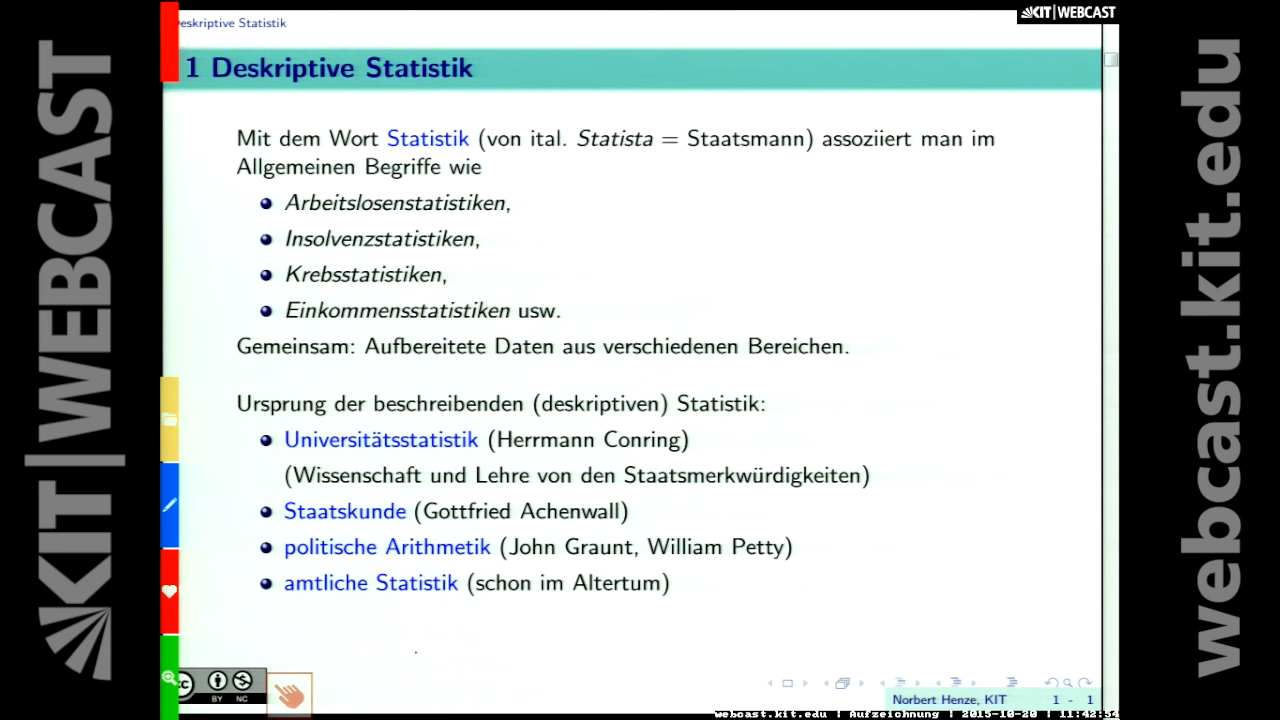 Deskriptive Statistik
KIT|WEBCAST
1 Deskriptive Statistik
Mit dem Wort Statistik (von ital. Statista = Staatsmann) assoziiert man im
Allgemeinen Begriffe wie
Arbeitslosenstatistiken,
Insolvenzstatistiken,
Krebsstatistiken,
Einkommensstatistiken usw.
Gemeinsam: Aufbereitete Daten aus verschiedenen Bereichen.
Ursprung der beschreibenden (deskriptiven) Statistik:
Universitätsstatistik (Herrmann Conring)
(Wissenschaft und Lehre von den Staatsmerkwürdigkeiten)
Staatskunde (Gottfried Achenwall)
politische Arithmetik (John Graunt, William Petty)
amtliche Statistik (schon im Altertum)
cc BY NC
Norbert Henze, KIT 1 - 1
webcast.kit.edu | Aufzeichnung | 2015-10-20 | 11:42:54
KIT|WEBCAST
webcast.kit.edu